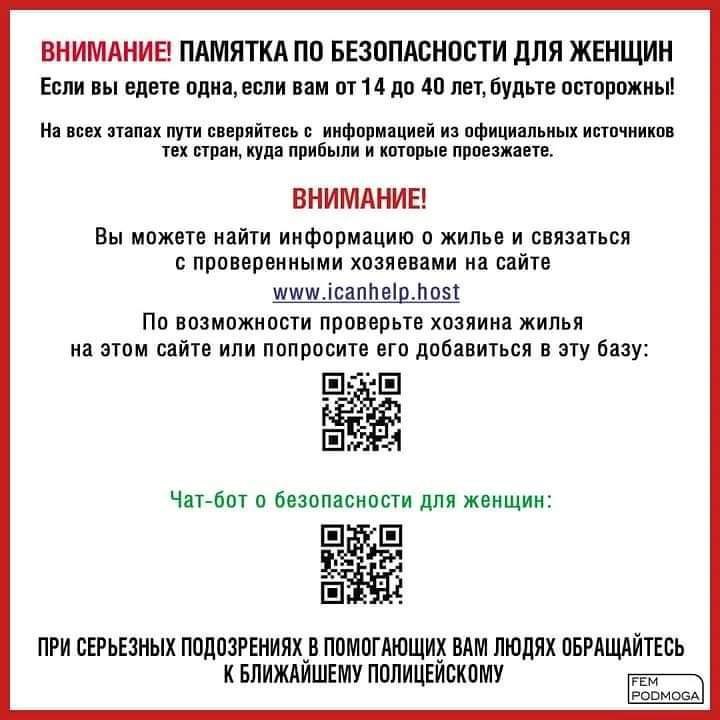 ВНИМАНИЕ! ПАМЯТКА ПО БЕЗОПАСНОСТИ ДЛЯ ЖЕНЩИН
Если вы едете одна, если вам от 14 до 40 лет, будьте осторожны!
На всех этапах пути сверяйтесь с информацией из официальных источников
тех стран, куда прибыли и которые проезжаете.
ВНИМАНИЕ!
Вы можете найти информацию о жилье и связаться
с проверенными хозяевами на сайте
www.icanhelp.host
По возможности проверьте хозяина жилья
на этом сайте или попросите его добавиться в эту базу:
Чат-бот о безопасности для женщин:
ПРИ СЕРЬЕЗНЫХ ПОДОЗРЕНИЯХ В ПОМОГАЮЩИХ ВАМ ЛЮДЯХ ОБРАЩАЙТЕСЬ
К БЛИЖАЙШЕМУ ПОЛИЦЕЙСКОМУ
FEM
PODMOGA